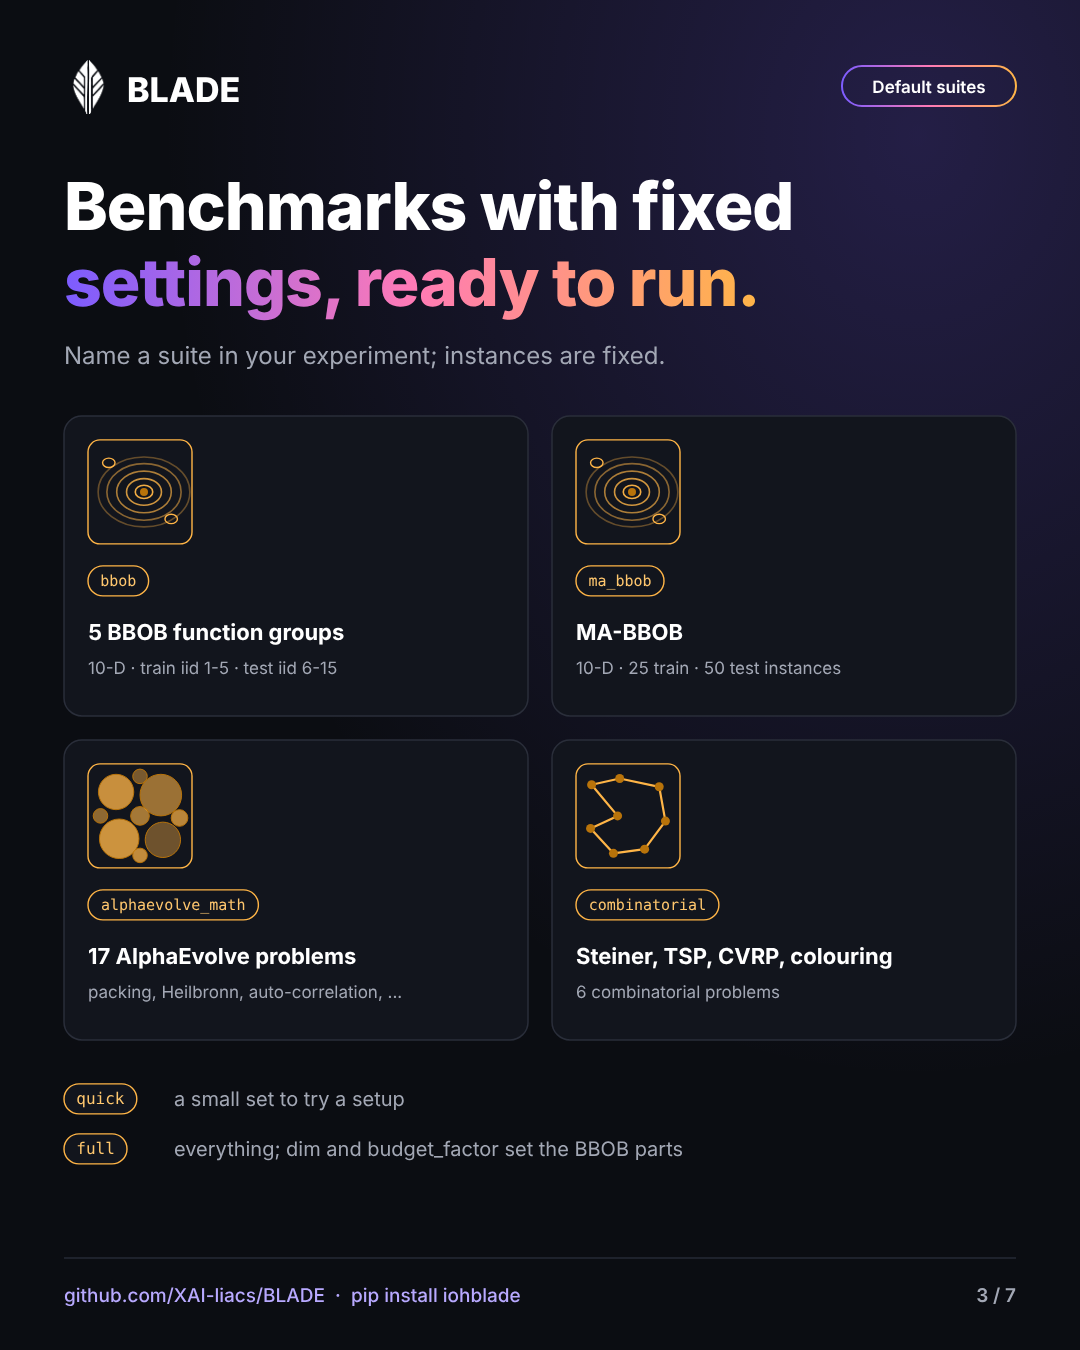 BLADE
Default suites
Benchmarks with fixed
settings, ready to run.
Name a suite in your experiment; instances are fixed.
bbob
5 BBOB function groups
10-D · train iid 1-5 · test iid 6-15
ma_bbob
MA-BBOB
10-D · 25 train · 50 test instances
alphaevolve_math
17 AlphaEvolve problems
packing, Heilbronn, auto-correlation, ...
combinatorial
Steiner, TSP, CVRP, colouring
6 combinatorial problems
quick a small set to try a setup
full everything; dim and budget_factor set the BBOB parts
github.com/XAI-liacs/BLADE · pip install iohblade
3 / 7